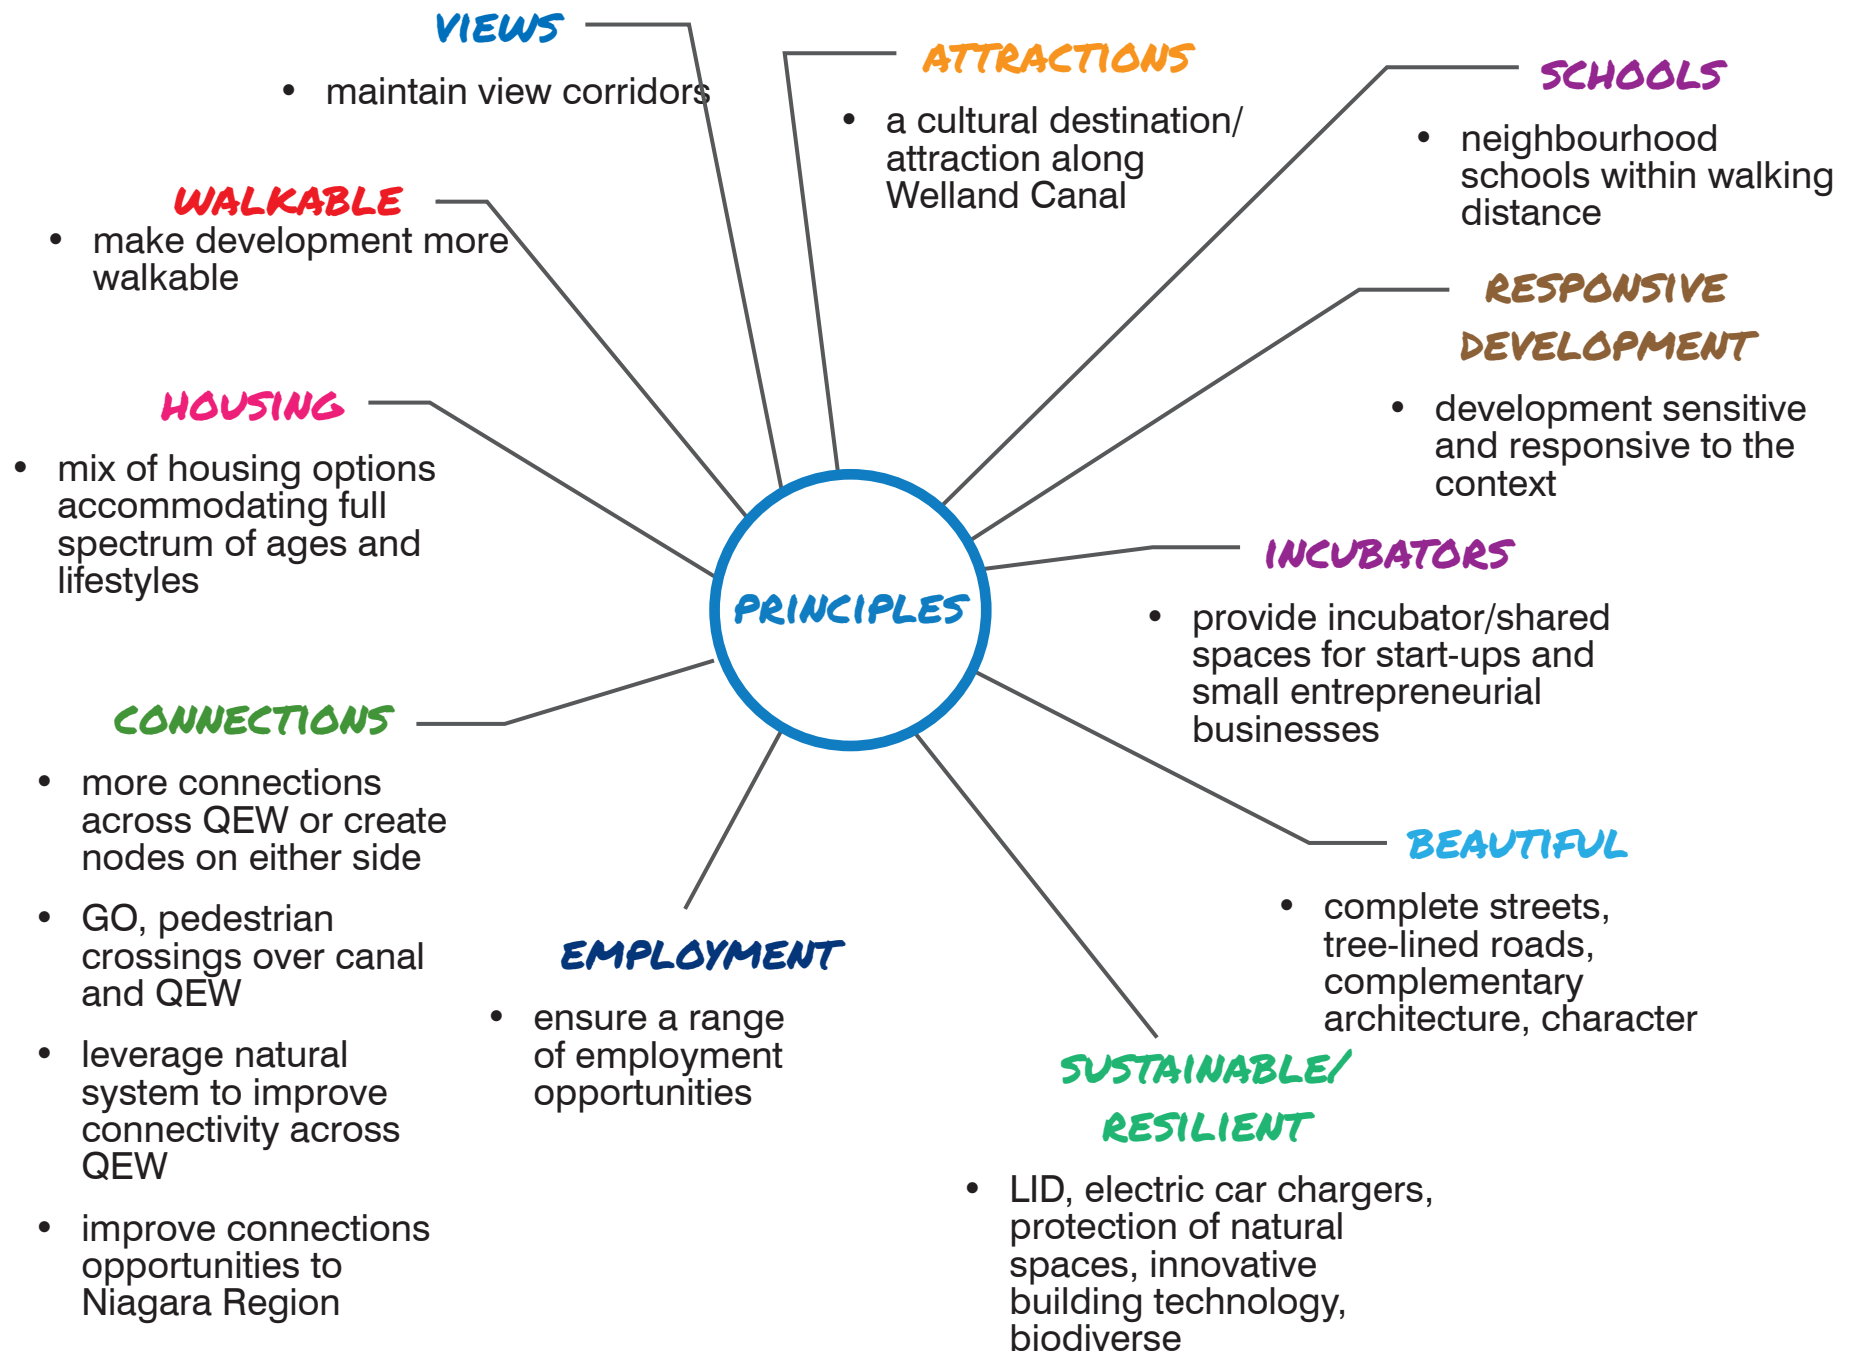 VIEWS
• maintain view corridors
ATTRACTIONS
• a cultural destination/
attraction along
Welland Canal
SCHOOLS
• neighbourhood
schools within walking
distance
WALKABLE
• make development more
walkable
RESPONSIVE
DEVELOPMENT
• development sensitive
and responsive to the
context
HOUSING
• mix of housing options
accommodating full
spectrum of ages and
lifestyles
INCUBATORS
• provide incubator/shared
spaces for start-ups and
small entrepreneurial
businesses
PRINCIPLES
CONNECTIONS
• more connections
across QEW or create
nodes on either side
• GO, pedestrian
crossings over canal
and QEW
• leverage natural
system to improve
connectivity across
QEW
• improve connections
opportunities to
Niagara Region
EMPLOYMENT
• ensure a range
of employment
opportunities
BEAUTIFUL
• complete streets,
tree-lined roads,
complementary
architecture, character
SUSTAINABLE/
RESILIENT
• LID, electric car chargers,
protection of natural
spaces, innovative
building technology,
biodiverse